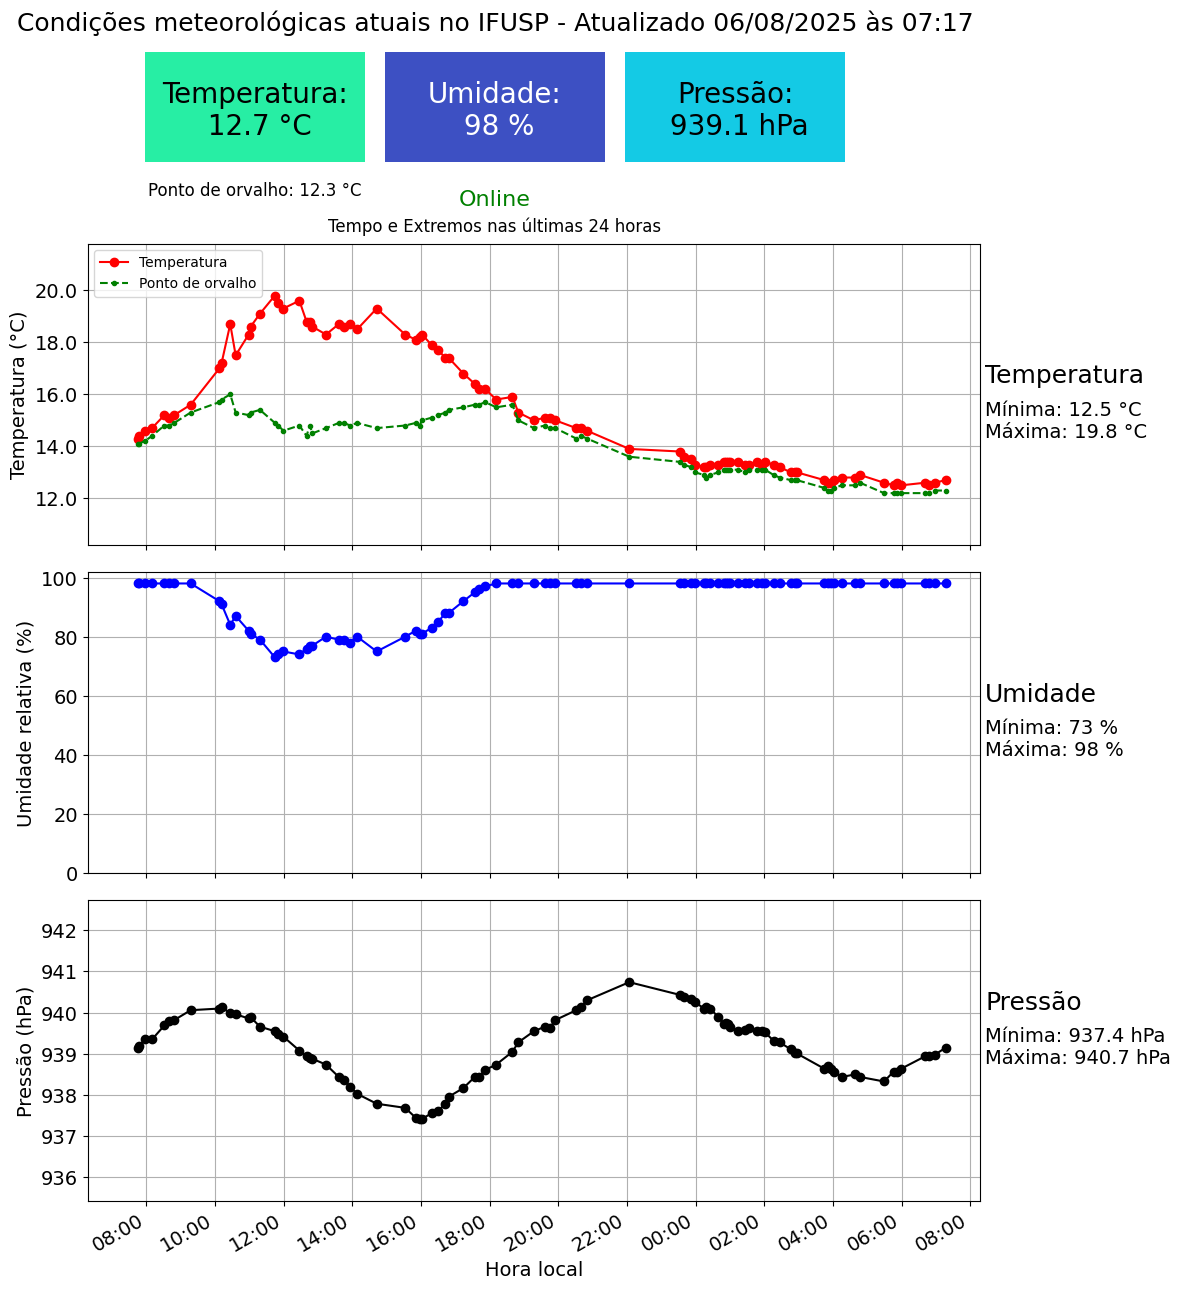 Condições meteorológicas atuais no IFUSP - Atualizado 06/08/2025 às 07:17
Temperatura:
12.7 °C
Umidade:
98 %
Pressão:
939.1 hPa
Ponto de orvalho: 12.3 °C
Online
Tempo e Extremos nas últimas 24 horas
Temperatura
Ponto de orvalho
Temperatura (°C)
20.0
18.0
16.0
14.0
12.0
Temperatura
Mínima: 12.5 °C
Máxima: 19.8 °C
Umidade relativa (%)
100
80
60
40
20
0
Umidade
Mínima: 73 %
Máxima: 98 %
Pressão (hPa)
942
941
940
939
938
937
936
Pressão
Mínima: 937.4 hPa
Máxima: 940.7 hPa
08:00
10:00
12:00
14:00
16:00
18:00
20:00
22:00
00:00
02:00
04:00
06:00
08:00
Hora local